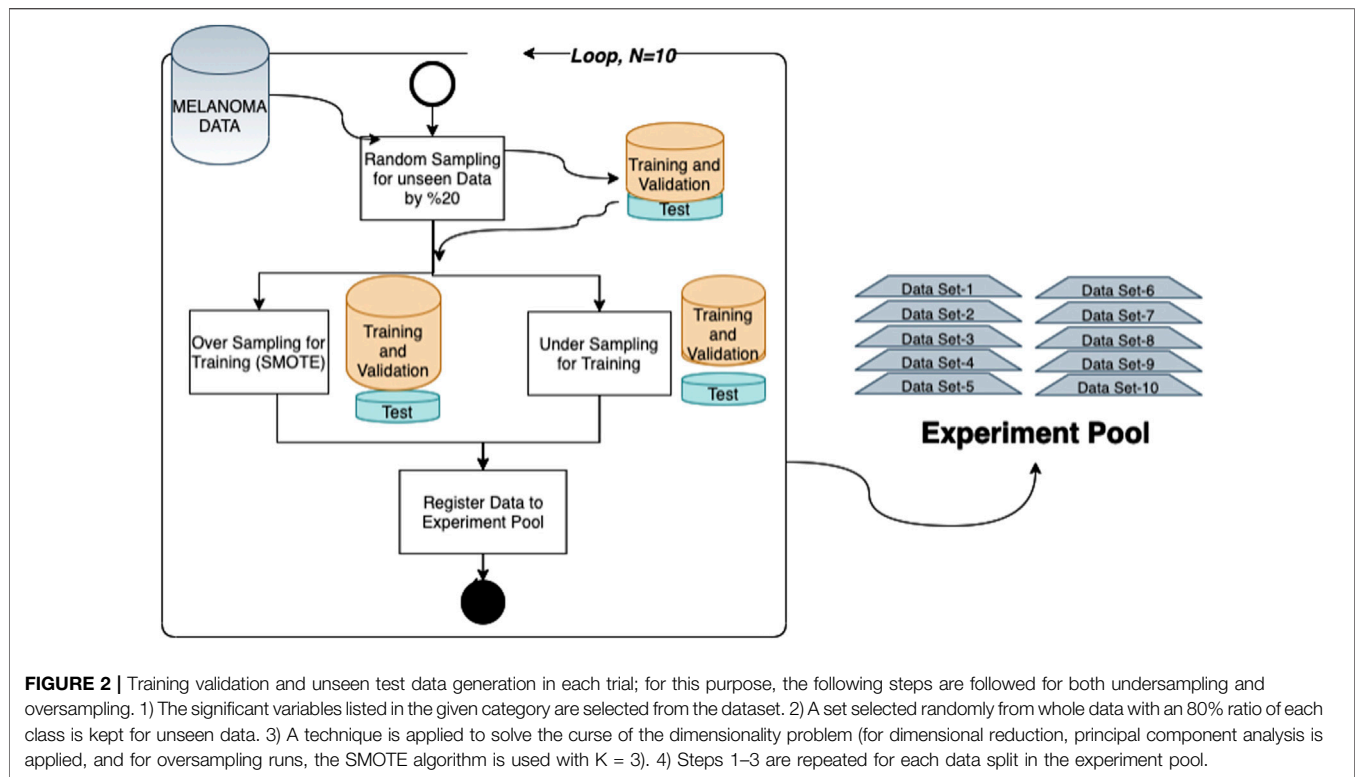 Loop, N=10
MELANOMA
DATA
Random Sampling
for unseen Data
by %20
Training and
Validation
Test
Over Sampling for
Training (SMOTE)
Training
and
Validation
Test
Under Sampling
for Training
Training
and
Validation
Test
Register Data to
Experiment Pool
Data Set-1
Data Set-2
Data Set-3
Data Set-4
Data Set-5
Data Set-6
Data Set-7
Data Set-8
Data Set-9
Data Set-10
Experiment Pool
FIGURE 2 | Training validation and unseen test data generation in each trial; for this purpose, the following steps are followed for both undersampling and
oversampling. 1) The significant variables listed in the given category are selected from the dataset. 2) A set selected randomly from whole data with an 80% ratio of each
class is kept for unseen data. 3) A technique is applied to solve the curse of the dimensionality problem (for dimensional reduction, principal component analysis is
applied, and for oversampling runs, the SMOTE algorithm is used with K = 3). 4) Steps 1–3 are repeated for each data split in the experiment pool.